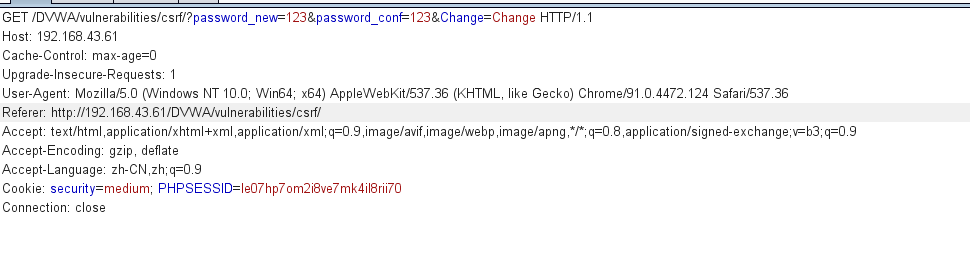 GET /DVWA/vulnerabilities/csrf/?password_new=123&password_conf=123&Change=Change HTTP/1.1
Host: 192.168.43.61
Cache-Control: max-age=0
Upgrade-Insecure-Requests: 1
User-Agent: Mozilla/5.0 (Windows NT 10.0; Win64; x64) AppleWebKit/537.36 (KHTML, like Gecko) Chrome/91.0.4472.124 Safari/537.36
Referer: http://192.168.43.61/DVWA/vulnerabilities/csrf/
Accept: text/html,application/xhtml+xml,application/xml;q=0.9,image/avif,image/webp,image/apng,*/*;q=0.8,application/signed-exchange;v=b3;q=0.9
Accept-Encoding: gzip, deflate
Accept-Language: zh-CN,zh;q=0.9
Cookie: security=medium; PHPSESSID=le07hp7om2i8ve7mk4il8rii70
Connection: close